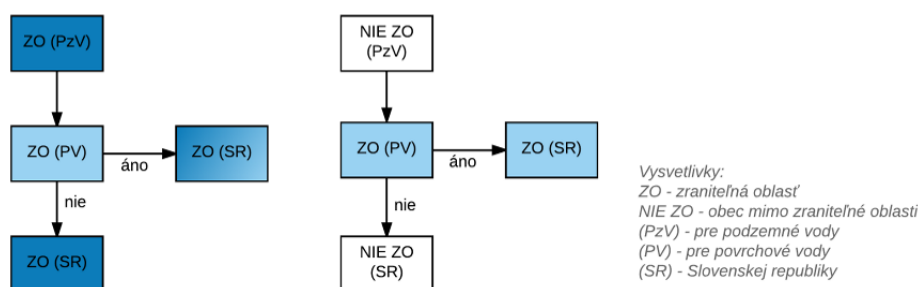 ZO (PzV)
ZO (PV)
áno
ZO (SR)
nie
ZO (SR)
NIE ZO
(PzV)
ZO (PV)
áno
ZO (SR)
nie
NIE ZO
(SR)
Vysvetlivky:
ZO - zraniteľná oblasť
NIE ZO - obec mimo zraniteľné oblasti
(PzV) - pre podzemné vody
(PV) - pre povrchové vody
(SR) - Slovenskej republiky